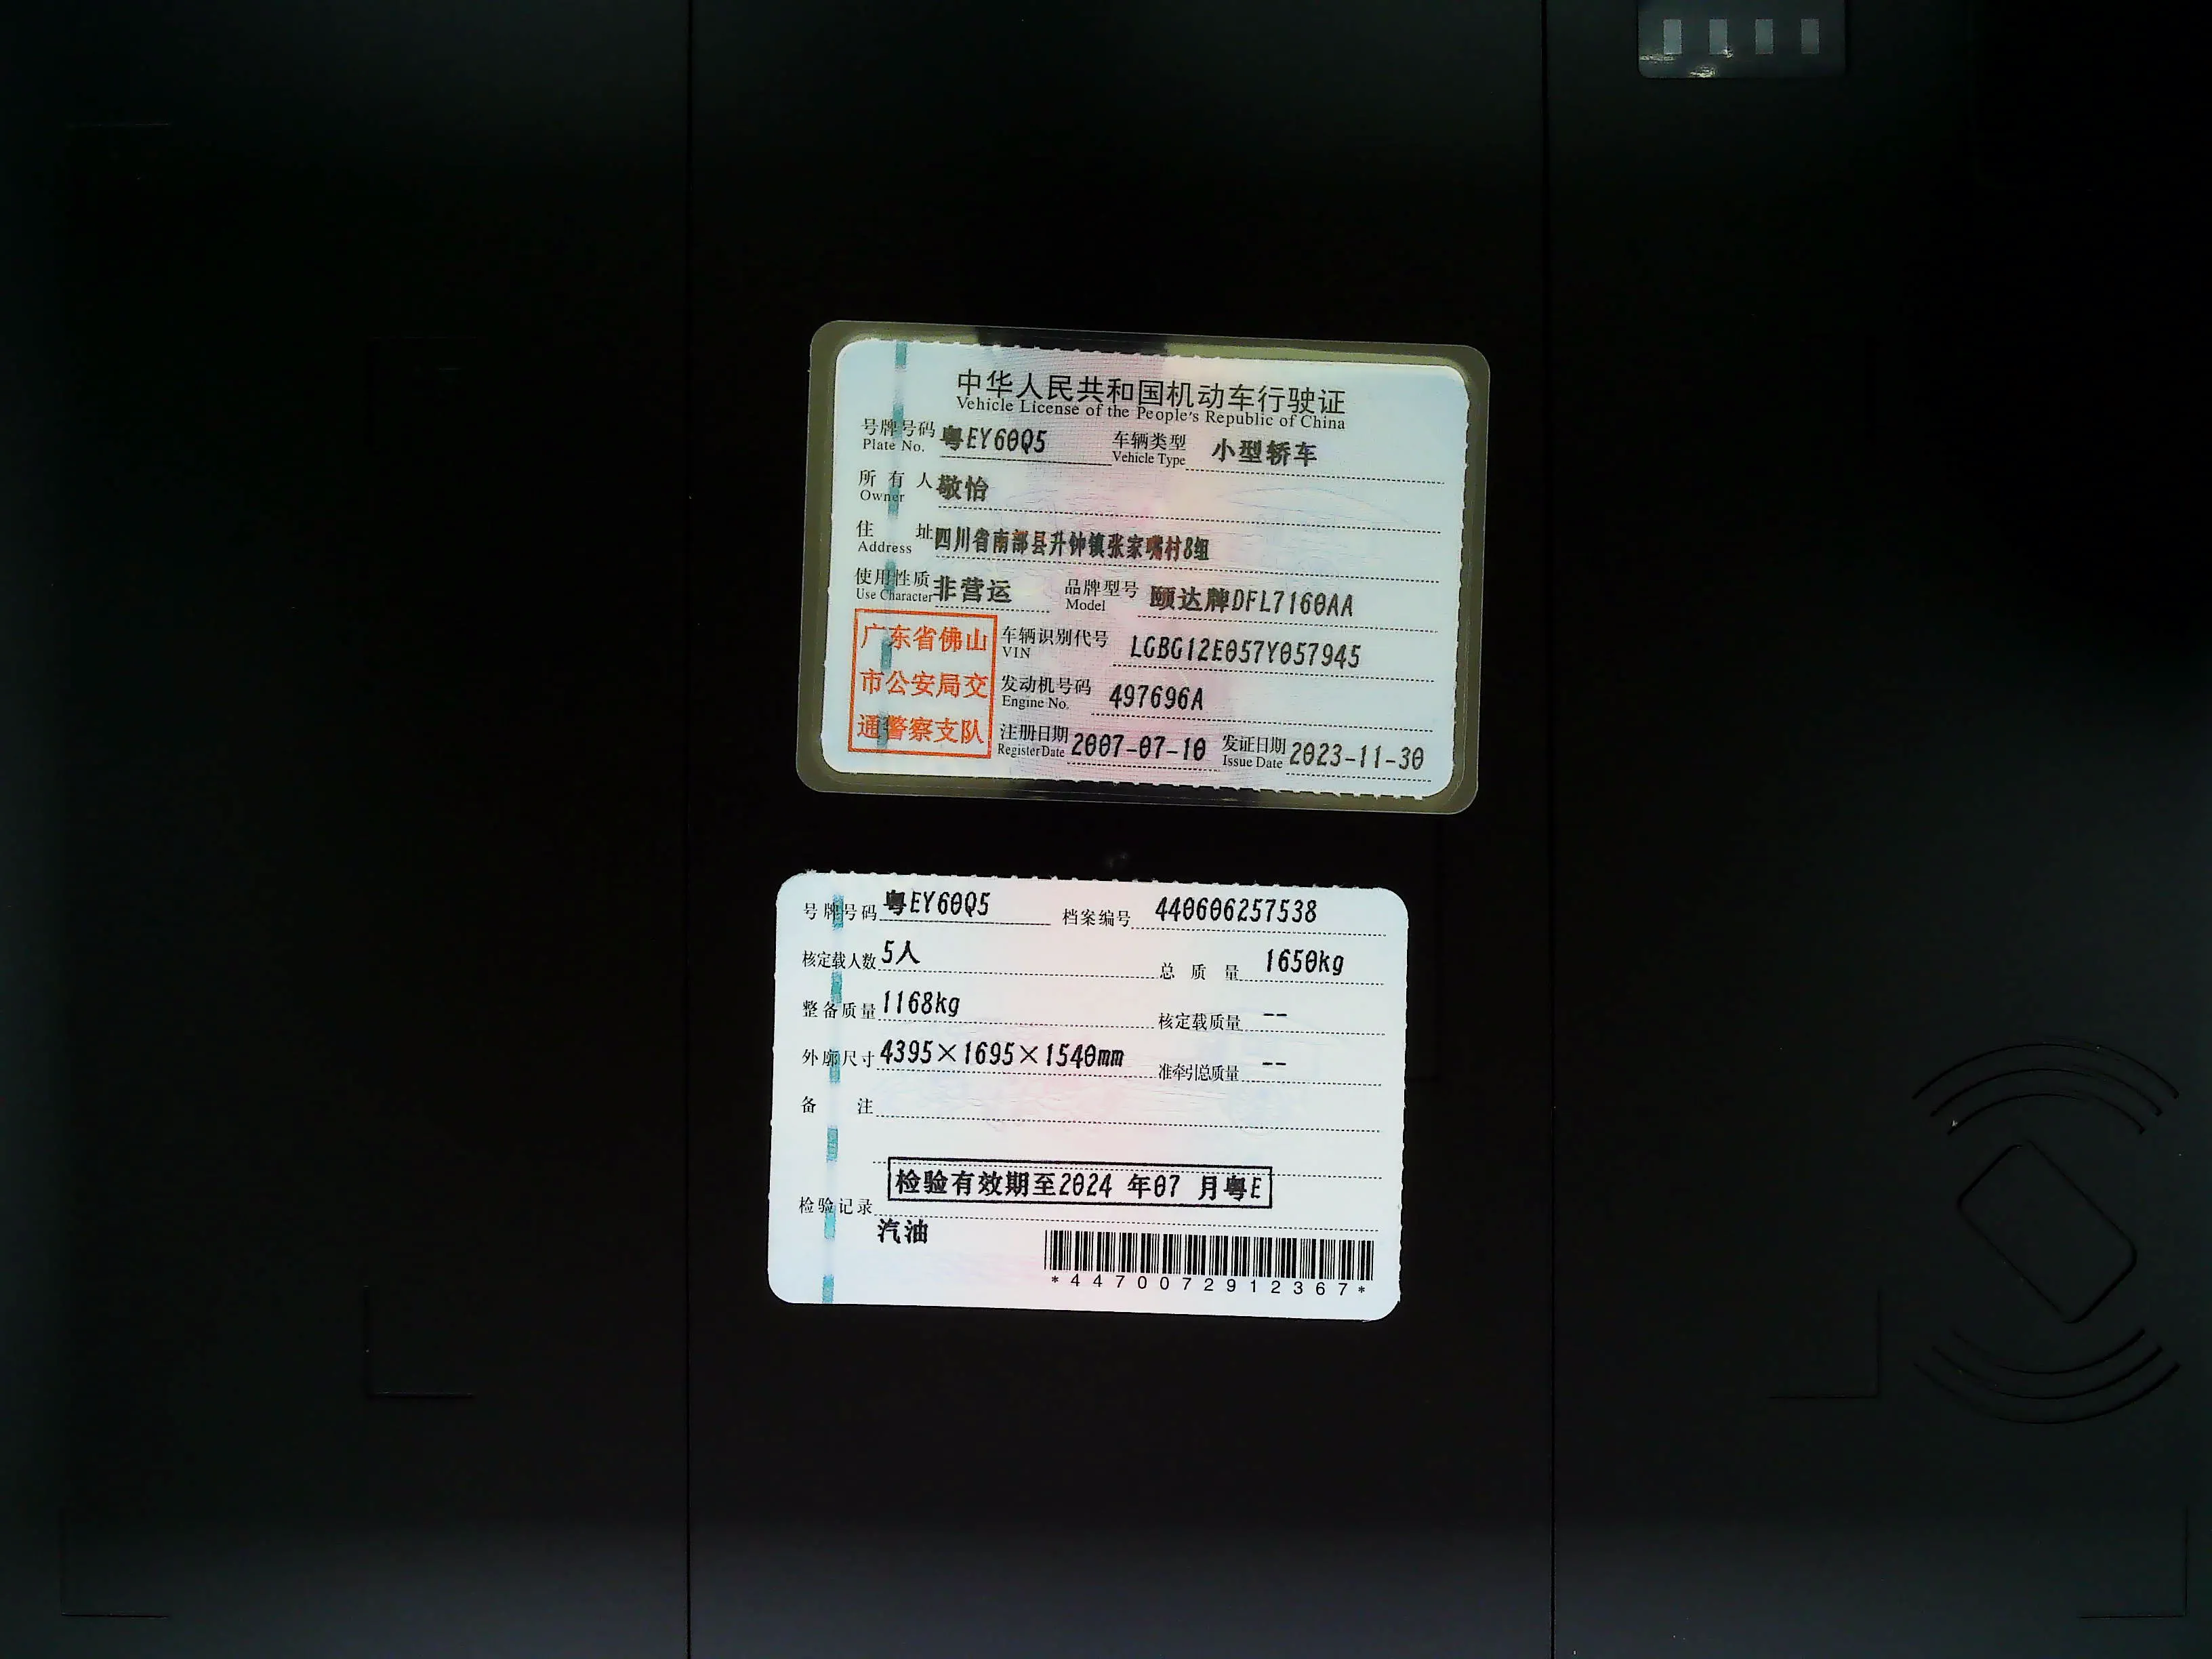 中华人民共和国机动车行驶证
Vehicle License of the People's Republic of China
号牌号码 粤EY60Q5 车辆类型 小型轿车
Plate No. Vehicle Type
所有人 敬怡
Owner
住址 四川省南部县升钟镇张家嘴村8组
Address
使用性质 非营运 品牌型号 颐达牌DFL7160AA
Use Character Model
广东省佛山
市公安局交
通警察支队
车辆识别代号 LGBG12E057Y057945
VIN
发动机号码 497696A
Engine No.
注册日期 2007-07-10 发证日期 2023-11-30
Register Date Issue Date
号牌号码 粤EY60Q5 档案编号 440606257538
核定载人数 5人 总质量 1650kg
整备质量 1168kg 核定载质量 --
外廓尺寸 4395×1695×1540mm 准牵引总质量 --
备注
检验有效期至2024 年07 月粤E
检验记录
汽油
*4470072912367*